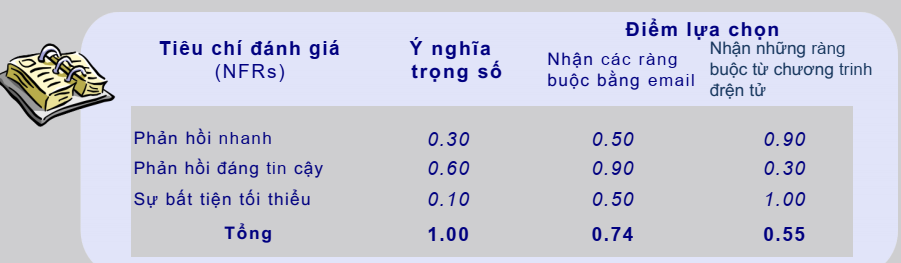 Điểm lựa chọn
Tiêu chí đánh giá
(NFRs)
Ý nghĩa
trọng số
Nhận các ràng
buộc bằng email
Nhận những ràng
buộc từ chương trinh
đrện tử
Phản hồi nhanh 0.30 0.50 0.90
Phản hồi đáng tin cậy 0.60 0.90 0.30
Sự bất tiện tối thiểu 0.10 0.50 1.00
Tổng 1.00 0.74 0.55